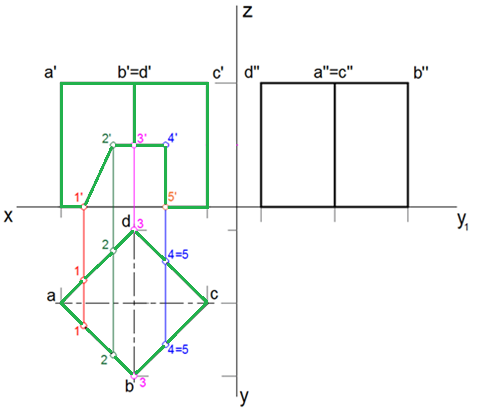 z
a' b'=d' c' d'' a''=c'' b''
2' 3' 4'
1' 5'
x y₁
d 3
2 4=5
1
a c
1
2 4=5
b 3
y